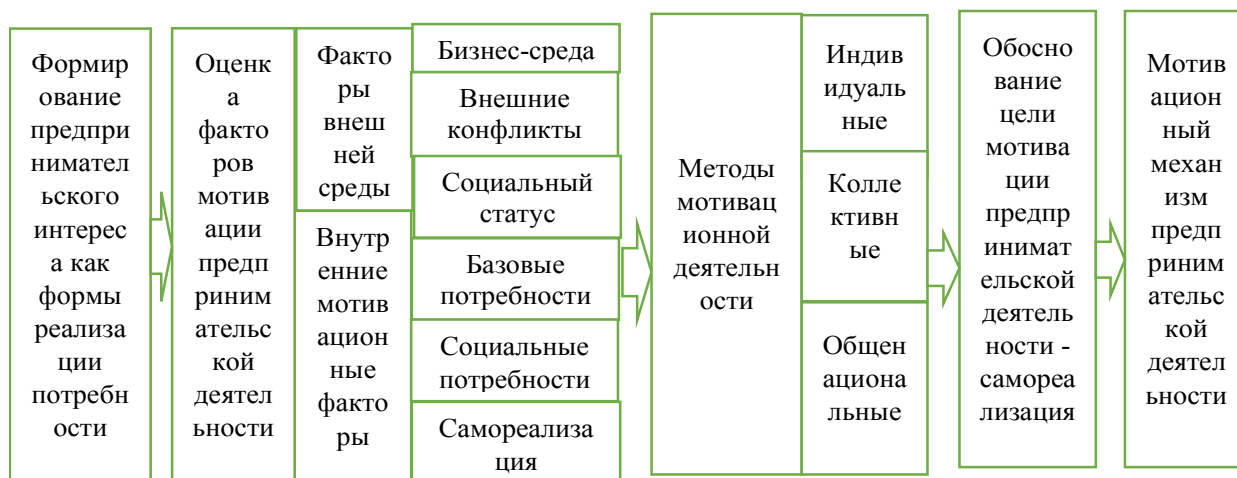 Формир
ование
предпри
нимател
ьского
интерес
а как
формы
реализа
ции
потребн
ости
Оценк
а
факто
ров
мотив
ации
предп
риним
ательс
кой
деятел
ьности
Факто
ры
внеш
ней
среды
Внутр
енние
мотив
ацион
ные
факто
ры
Бизнес-среда
Внешние
конфликты
Социальный
статус
Базовые
потребности
Социальные
потребности
Самореализа
ция
Методы
мотивац
ионной
деятельн
ости
Индив
идуаль
ные
Колле
ктивн
ые
Общен
ациона
льные
Обосно
вание
цели
мотива
ции
предпр
инимат
ельской
деятель
ности -
саморea
лизация
Мотив
ацион
ный
механ
изм
предп
риним
ательс
кой
деятел
ьности